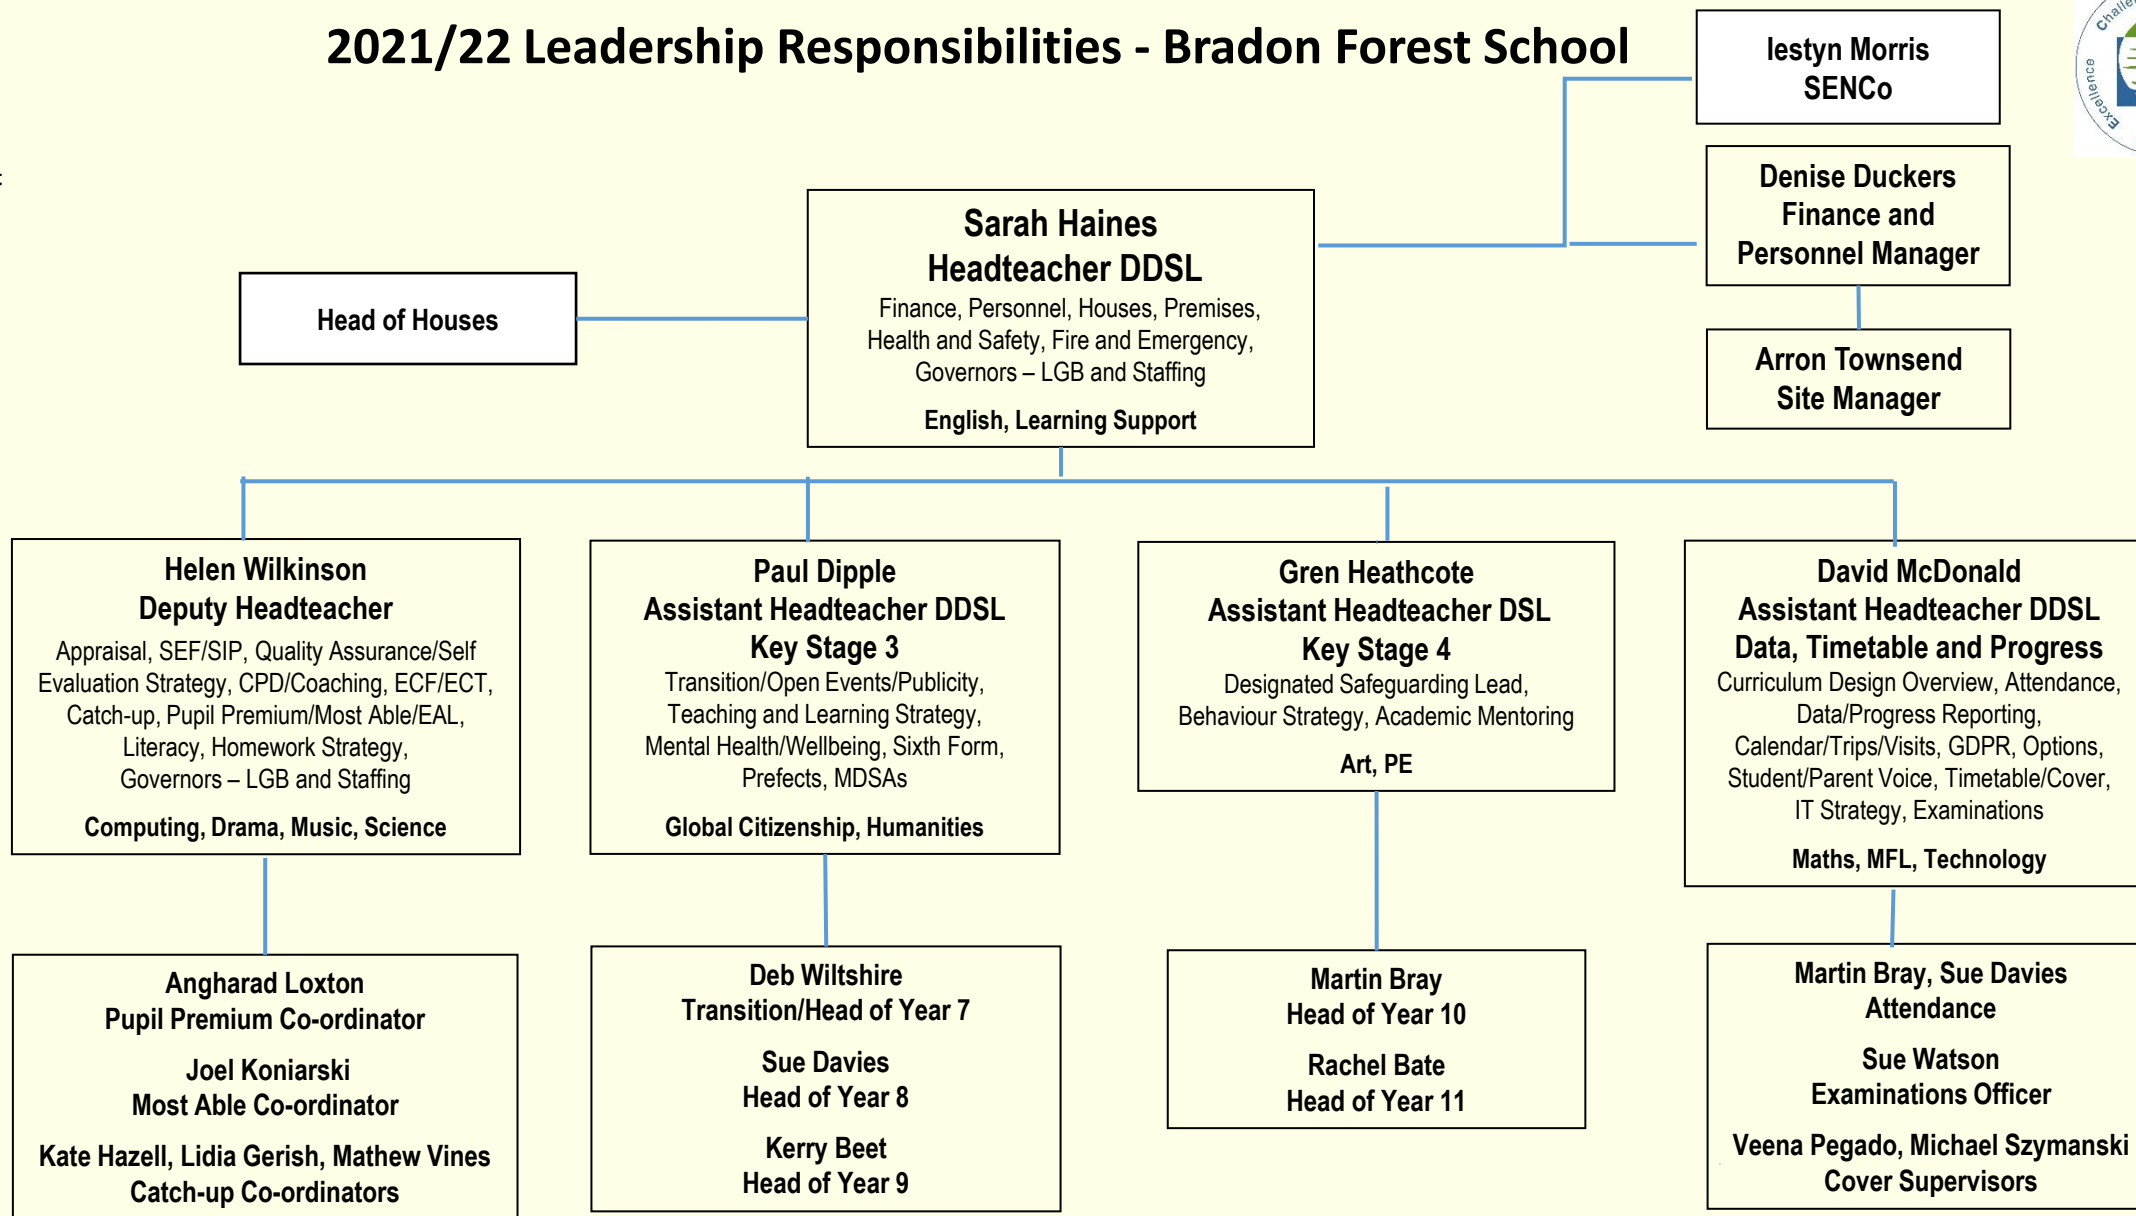 2021/22 Leadership Responsibilities - Bradon Forest School
Iestyn Morris
SENCo
Excellence
Denise Duckers
Finance and
Personnel Manager
Arron Townsend
Site Manager
Sarah Haines
Headteacher DDSL
Finance, Personnel, Houses, Premises,
Health and Safety, Fire and Emergency,
Governors – LGB and Staffing
English, Learning Support
Head of Houses
Helen Wilkinson
Deputy Headteacher
Appraisal, SEF/SIP, Quality Assurance/Self
Evaluation Strategy, CPD/Coaching, ECF/ECT,
Catch-up, Pupil Premium/Most Able/EAL,
Literacy, Homework Strategy,
Governors – LGB and Staffing
Computing, Drama, Music, Science
Paul Dipple
Assistant Headteacher DDSL
Key Stage 3
Transition/Open Events/Publicity,
Teaching and Learning Strategy,
Mental Health/Wellbeing, Sixth Form,
Prefects, MDSAs
Global Citizenship, Humanities
Gren Heathcote
Assistant Headteacher DSL
Key Stage 4
Designated Safeguarding Lead,
Behaviour Strategy, Academic Mentoring
Art, PE
David McDonald
Assistant Headteacher DDSL
Data, Timetable and Progress
Curriculum Design Overview, Attendance,
Data/Progress Reporting,
Calendar/Trips/Visits, GDPR, Options,
Student/Parent Voice, Timetable/Cover,
IT Strategy, Examinations
Maths, MFL, Technology
Angharad Loxton
Pupil Premium Co-ordinator
Joel Koniarski
Most Able Co-ordinator
Kate Hazell, Lidia Gerish, Mathew Vines
Catch-up Co-ordinators
Deb Wiltshire
Transition/Head of Year 7
Sue Davies
Head of Year 8
Kerry Beet
Head of Year 9
Martin Bray
Head of Year 10
Rachel Bate
Head of Year 11
Martin Bray, Sue Davies
Attendance
Sue Watson
Examinations Officer
Veena Pegado, Michael Szymanski
Cover Supervisors